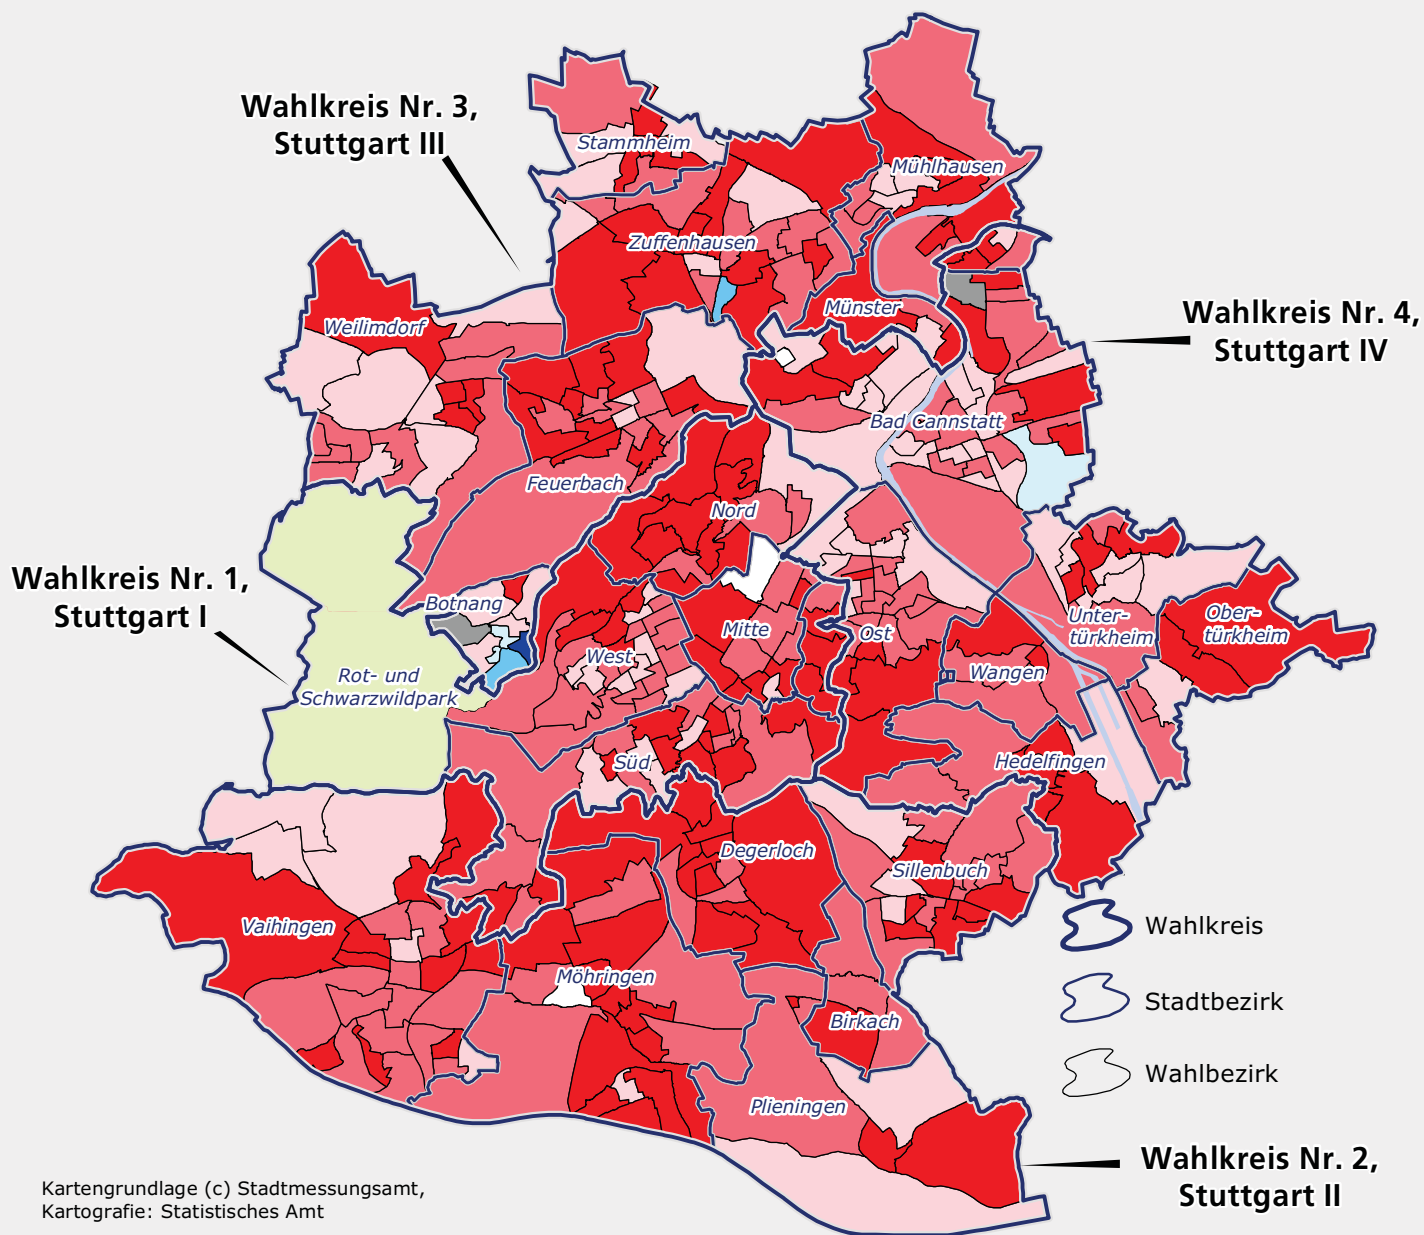 Wahlkreis Nr. 3,
Stuttgart III
Stammheim
Mühlhausen
Zuffenhausen
Weilimdorf
Münster
Wahlkreis Nr. 4,
Stuttgart IV
Bad Cannstatt
Feuerbach
Nord
Wahlkreis Nr. 1,
Stuttgart I
Botnang
Mitte
Ost
Unter-
türkheim
Ober-
türkheim
West
Rot- und
Schwarzwildpark
Wangen
Süd
Hedelfingen
Degerloch
Sillenbuch
Vaihingen
Wahlkreis
Möhringen
Stadtbezirk
Birkach
Wahlbezirk
Plieningen
Wahlkreis Nr. 2,
Stuttgart II
Kartengrundlage (c) Stadtmessungsamt,
Kartografie: Statistisches Amt